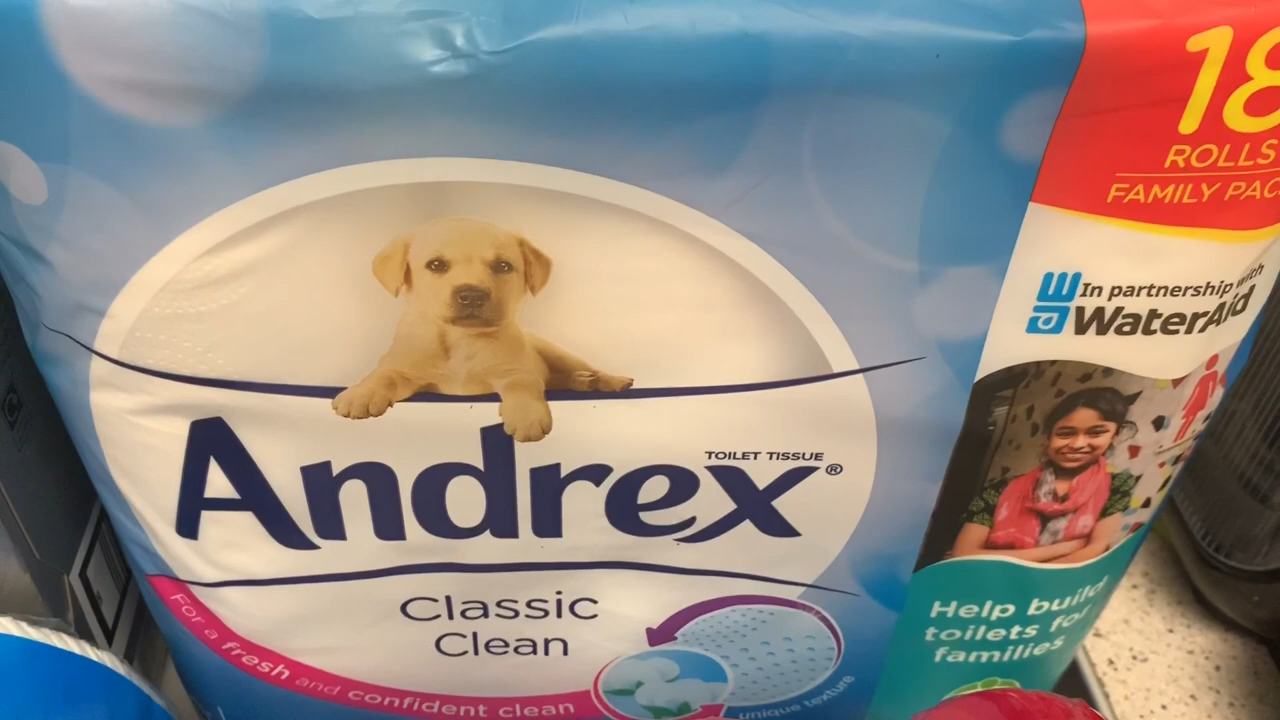 18
ROLLS
FAMILY PAC
In partnership with
WaterAid
TOILET TISSUE
Andrex®
Classic
Clean
For a fresh and confident clean
unique texture
Help build
toilets for
families